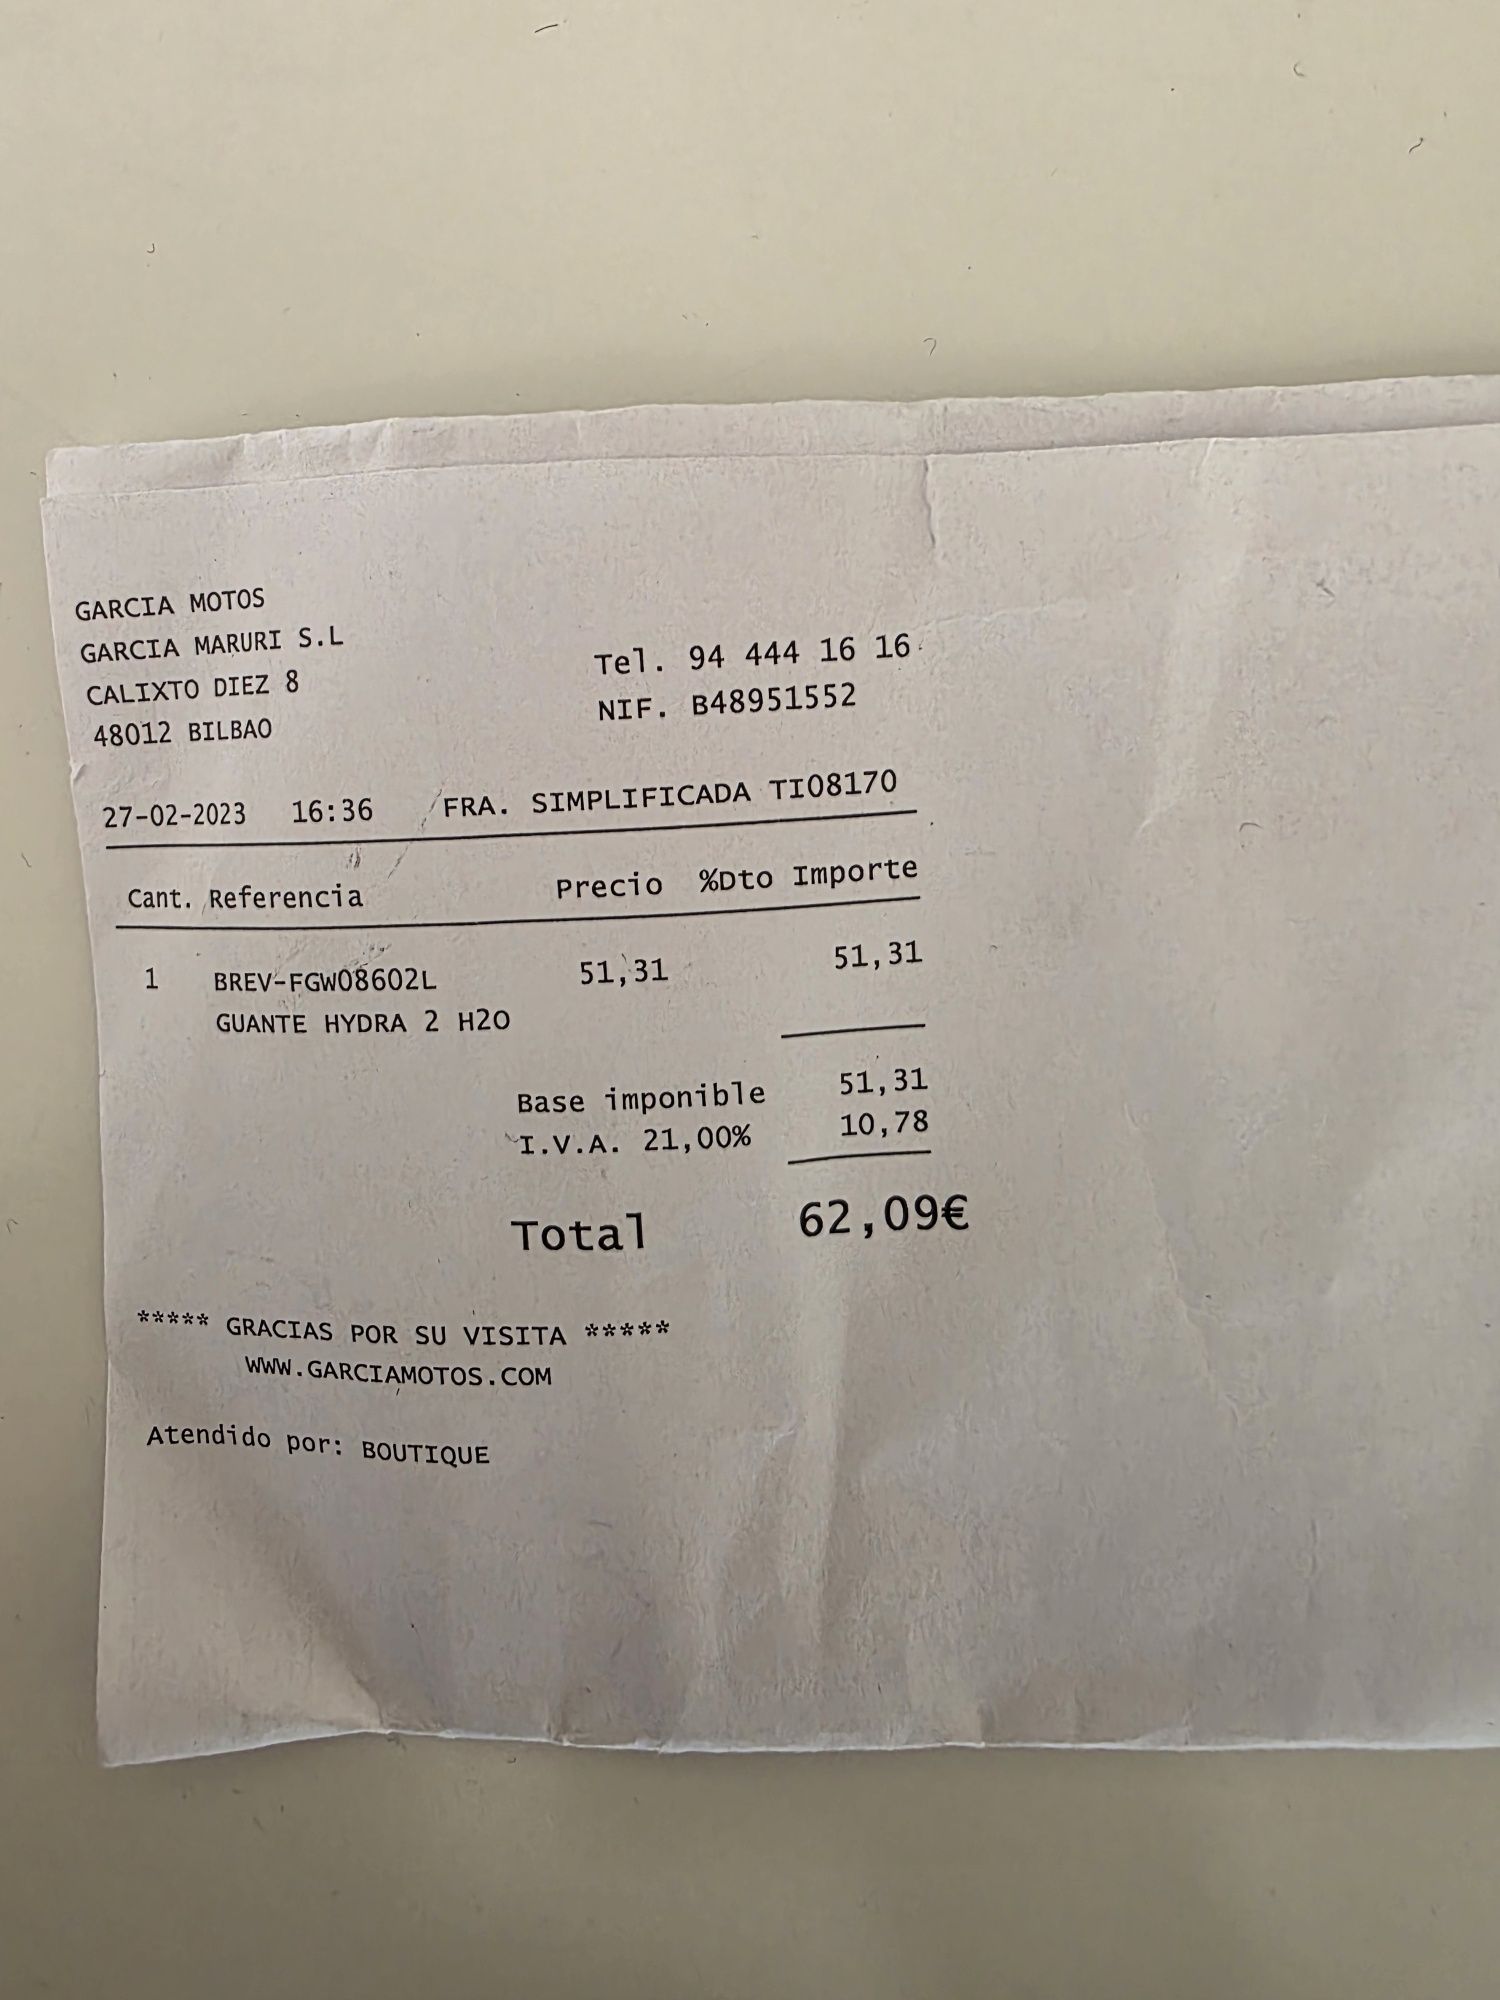 GARCIA MOTOS
GARCIA MARURI S.L
CALIXTO DIEZ 8
48012 BILBAO
Tel. 94 444 16 16
NIF. B48951552
27-02-2023 16:36 FRA. SIMPLIFICADA TI08170
Cant. Referencia Precio %Dto Importe
1 BREV-FGW08602L 51,31 51,31
GUANTE HYDRA 2 H2O
Base imponible 51,31
I.V.A. 21,00% 10,78
Total 62,09€
***** GRACIAS POR SU VISITA *****
WWW.GARCIAMOTOS.COM
Atendido por: BOUTIQUE